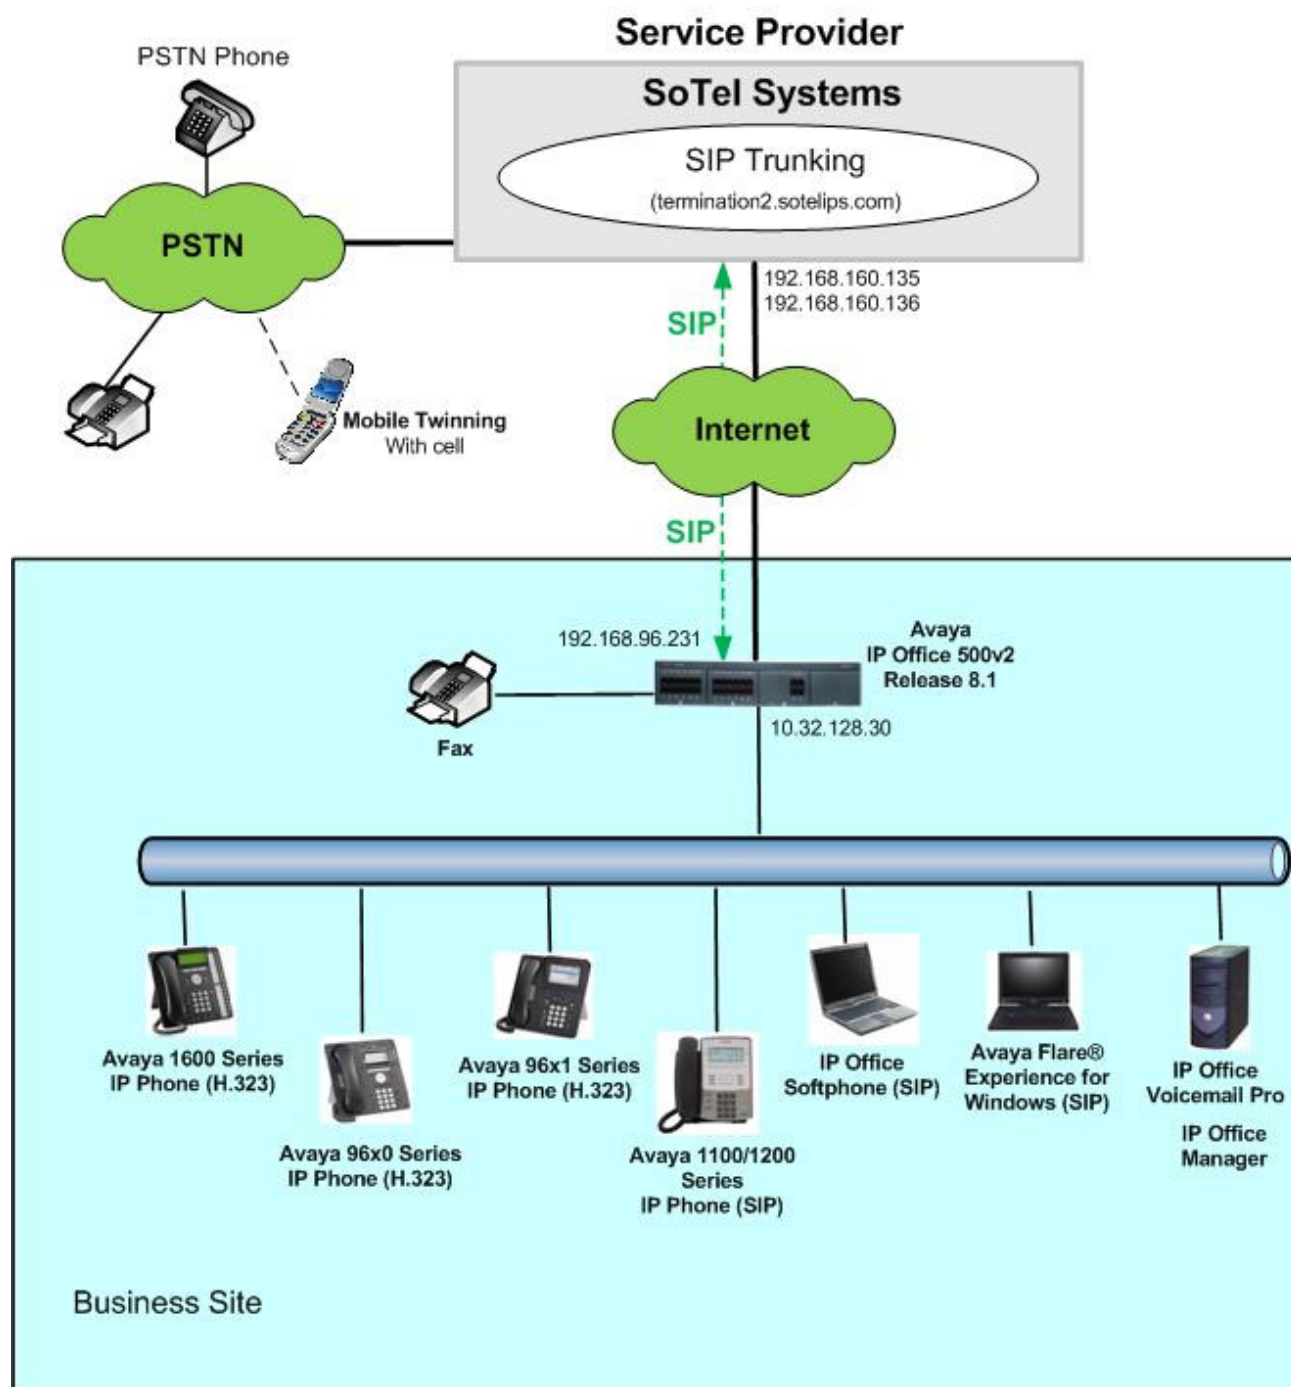 Service Provider
PSTN Phone
SoTel Systems
SIP Trunking
(termination2.sotelips.com)
PSTN
192.168.160.135
192.168.160.136
SIP
Mobile Twinning
With cell
Internet
SIP
192.168.96.231
Avaya
IP Office 500v2
Release 8.1
10.32.128.30
Fax
Avaya 1600 Series
IP Phone (H.323)
Avaya 96x0 Series
IP Phone (H.323)
Avaya 96x1 Series
IP Phone (H.323)
Avaya 1100/1200
Series
IP Phone (SIP)
IP Office
Softphone (SIP)
Avaya Flare®
Experience for
Windows (SIP)
IP Office
Voicemail Pro
IP Office
Manager
Business Site